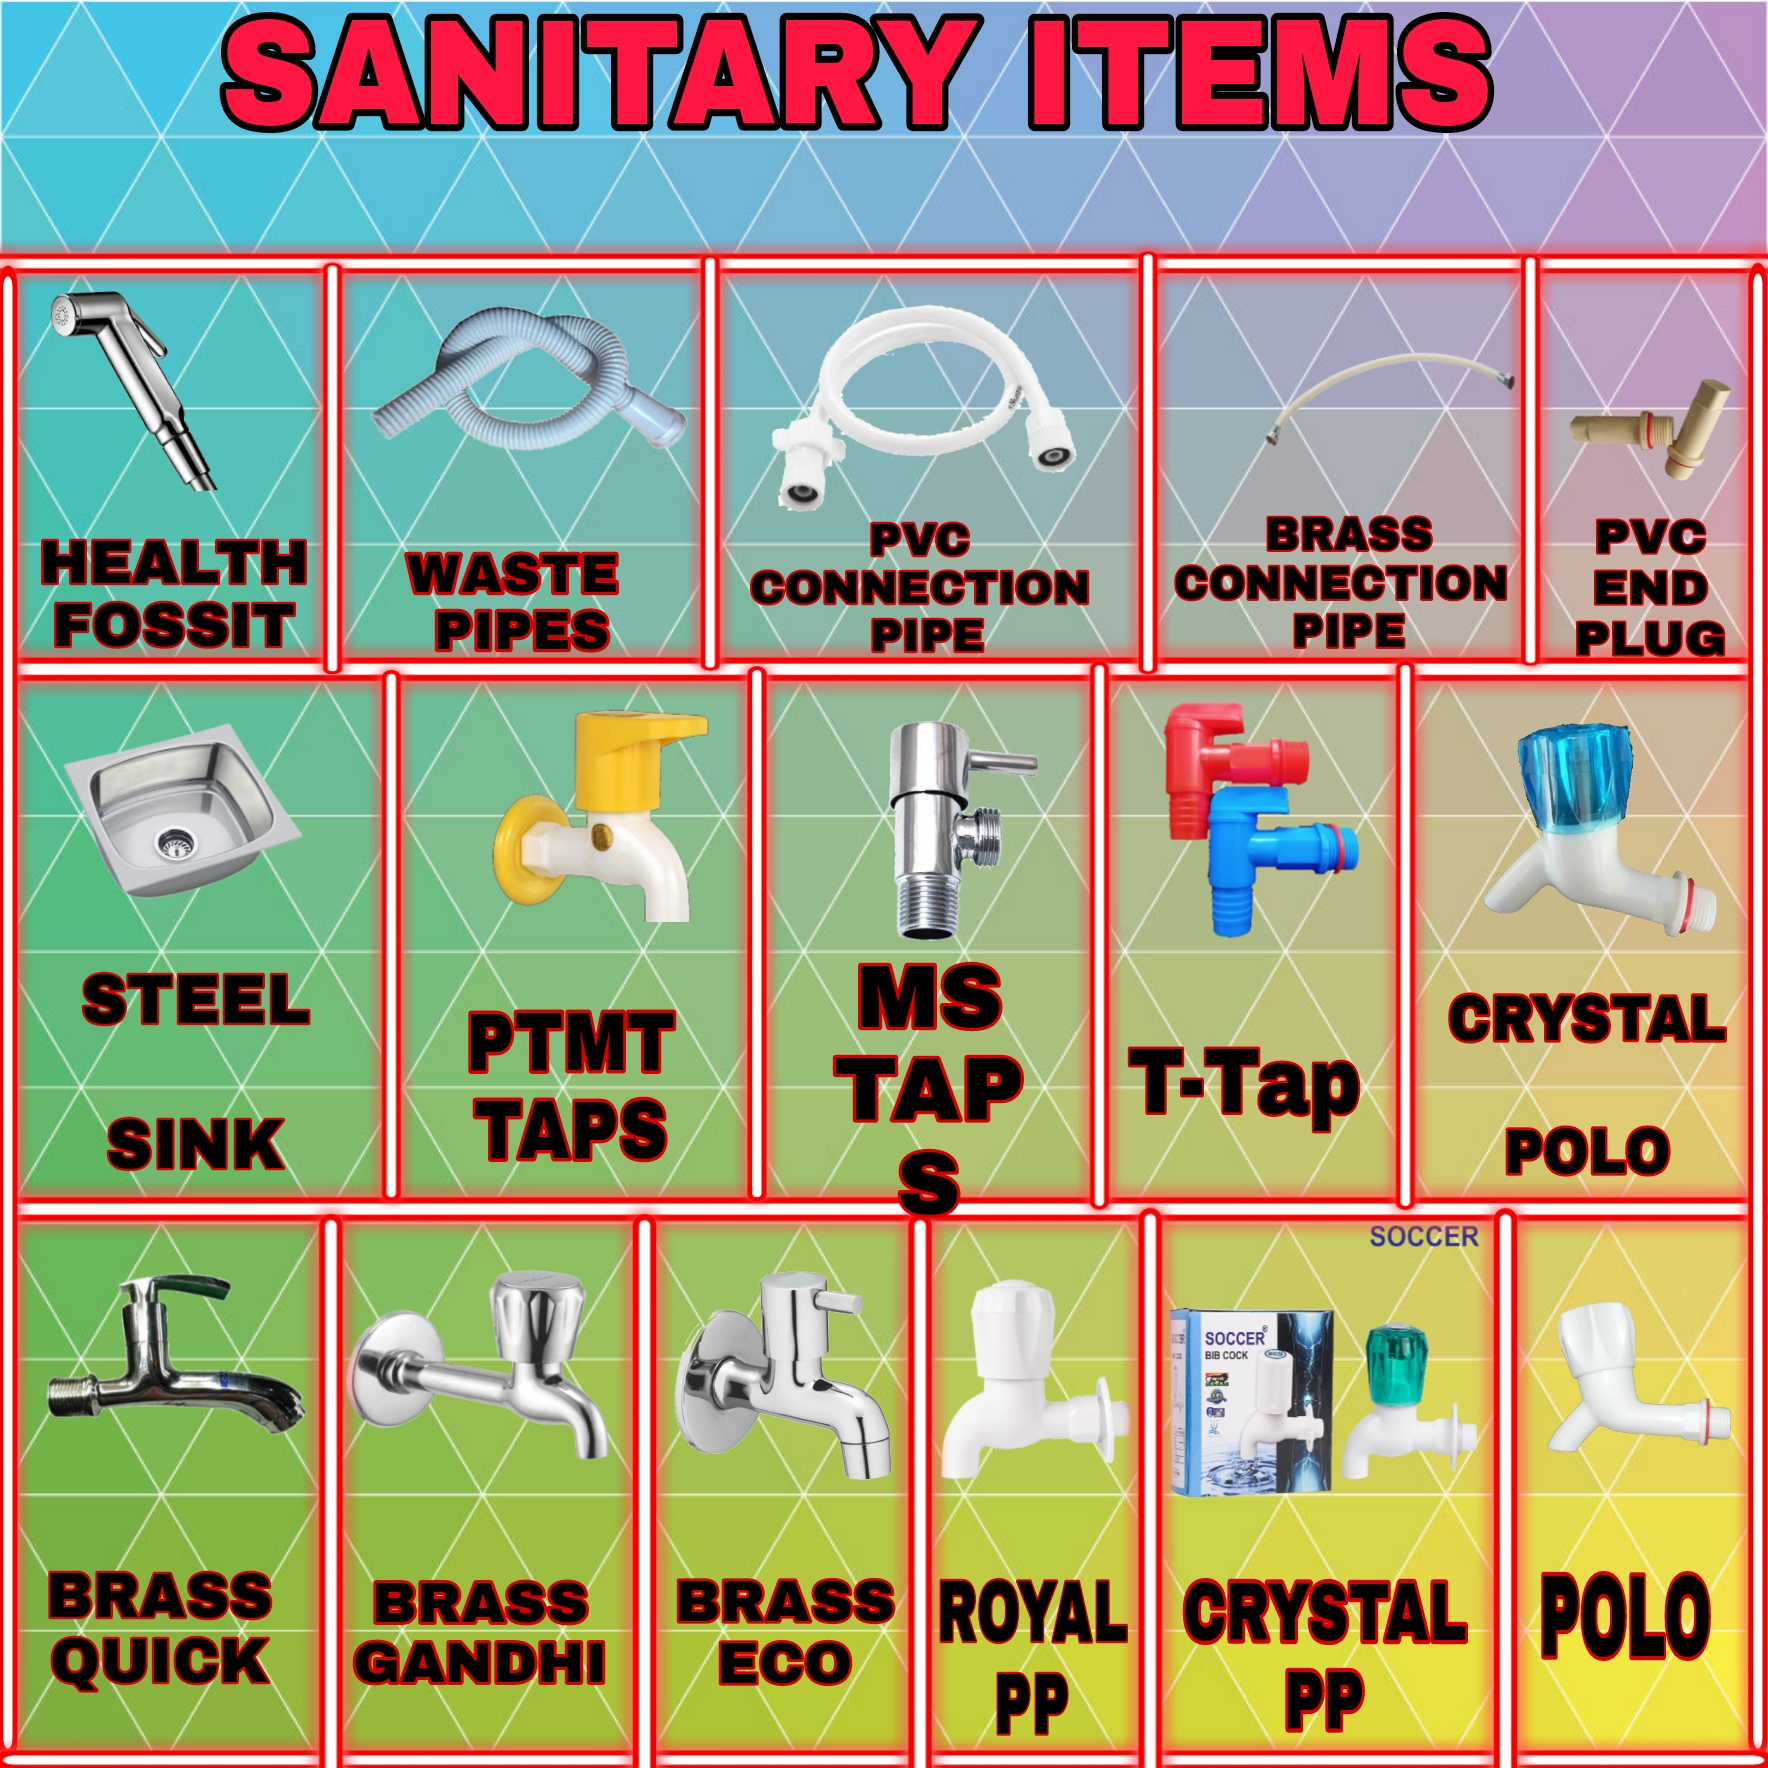 SANITARY ITEMS
HEALTH
FOSSIT
WASTE
PIPES
PVC
CONNECTION
PIPE
BRASS
CONNECTION
PIPE
PVC
END
PLUG
STEEL
SINK
PTMT
TAPS
MS
TAP
S
T-Tap
CRYSTAL
POLO
BRASS
QUICK
BRASS
GANDHI
BRASS
ECO
ROYAL
PP
SOCCER
SOCCER®
BIB COCK
CRYSTAL
PP
POLO